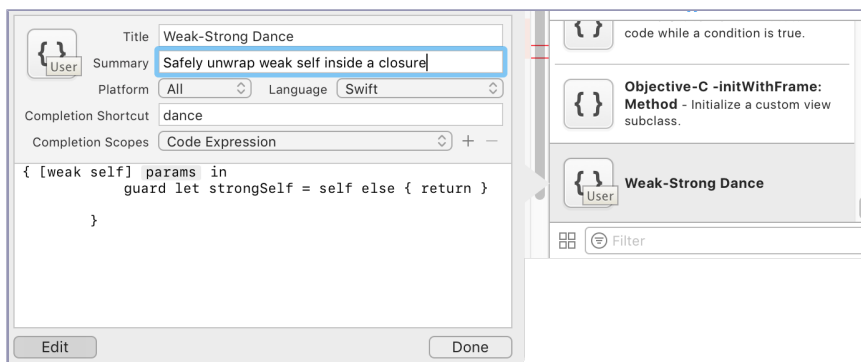 Title Weak-Strong Dance
User
Summary Safely unwrap weak self inside a closure
Platform All Language Swift
Completion Shortcut dance
Completion Scopes Code Expression + −
{ [weak self] params in
guard let strongSelf = self else { return }
}
Edit Done
{ } code while a condition is true.
{ } Objective-C -initWithFrame:
Method - Initialize a custom view
subclass.
{ } Weak-Strong Dance
User
Filter